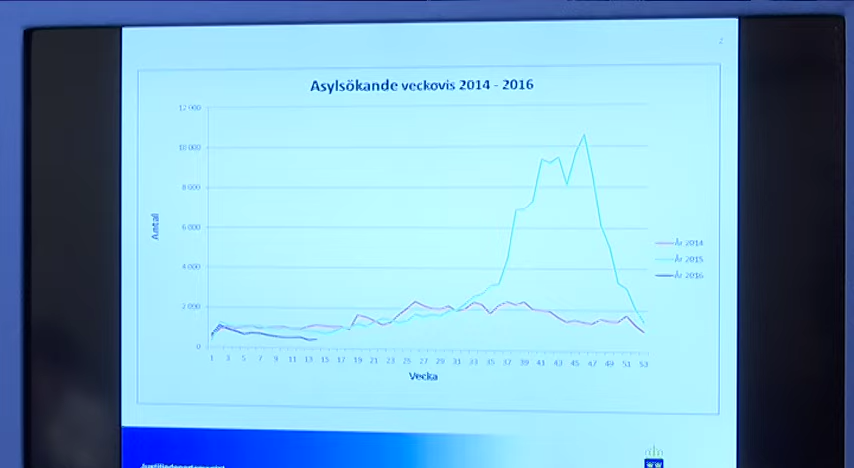 2
Asylsökande veckovis 2014 - 2016
12 000
10 000
8 000
6 000
4 000
2 000
0
Antal
1 3 5 7 9 11 13 15 17 19 21 23 25 27 29 31 33 35 37 39 41 43 45 47 49 51 53
Vecka
År 2014
År 2015
År 2016